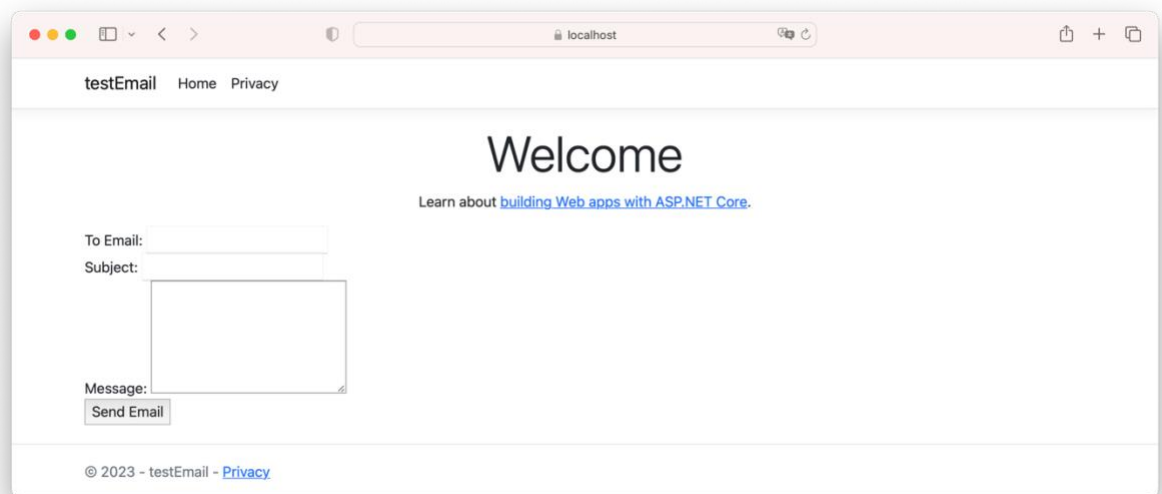 localhost
testEmail Home Privacy
Welcome
Learn about building Web apps with ASP.NET Core.
To Email:
Subject:
Message:
Send Email
© 2023 - testEmail - Privacy